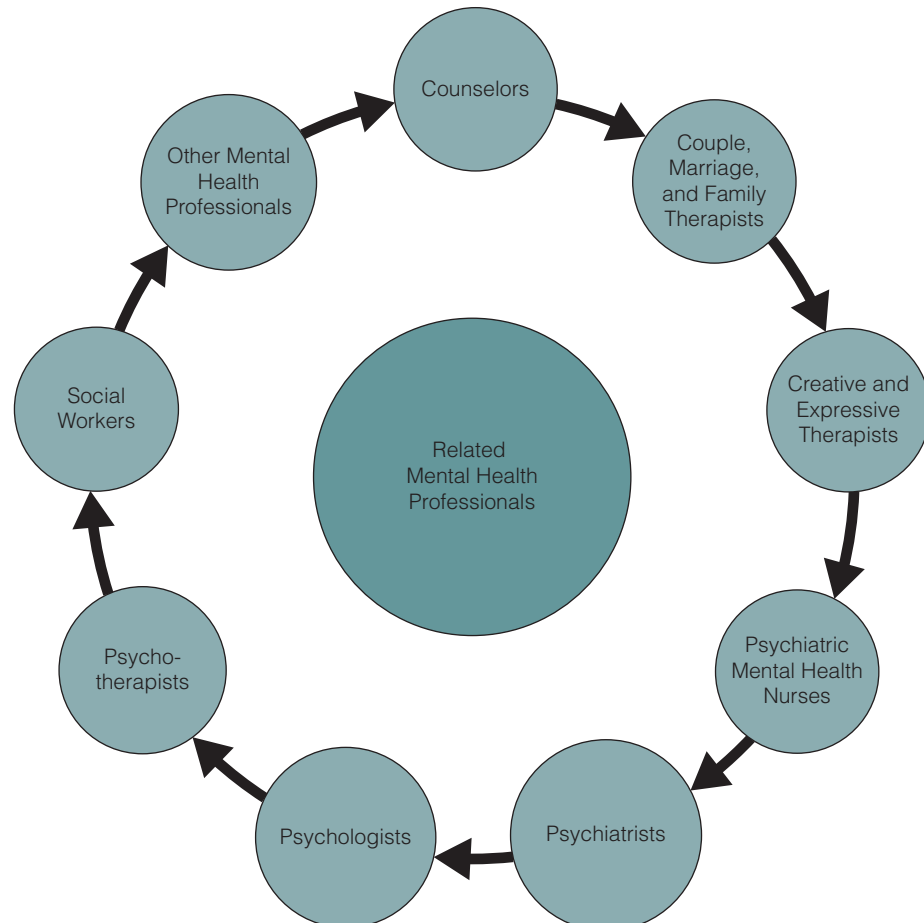 Counselors
Couple,
Marriage,
and Family
Therapists
Creative and
Expressive
Therapists
Psychiatric
Mental Health
Nurses
Psychiatrists
Psychologists
Psycho-
therapists
Social
Workers
Other Mental
Health
Professionals
Related
Mental Health
Professionals